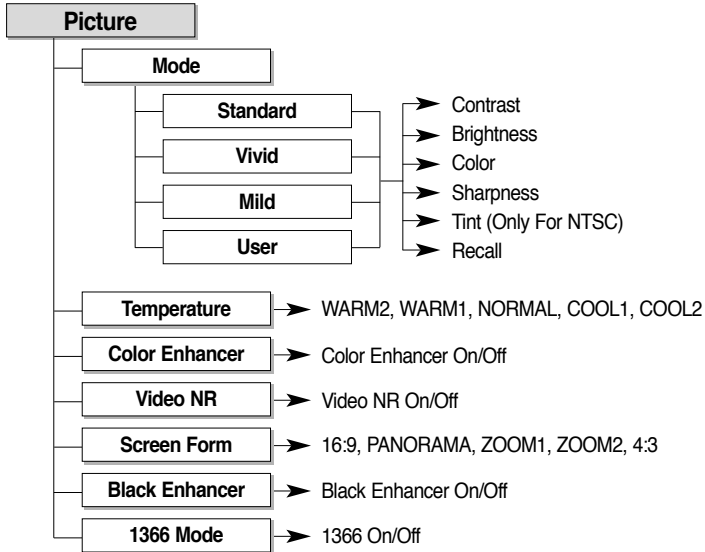 Picture
Mode
Standard
Vivid
Mild
User
Contrast
Brightness
Color
Sharpness
Tint (Only For NTSC)
Recall
Temperature
WARM2, WARM1, NORMAL, COOL1, COOL2
Color Enhancer
Color Enhancer On/Off
Video NR
Video NR On/Off
Screen Form
16:9, PANORAMA, ZOOM1, ZOOM2, 4:3
Black Enhancer
Black Enhancer On/Off
1366 Mode
1366 On/Off